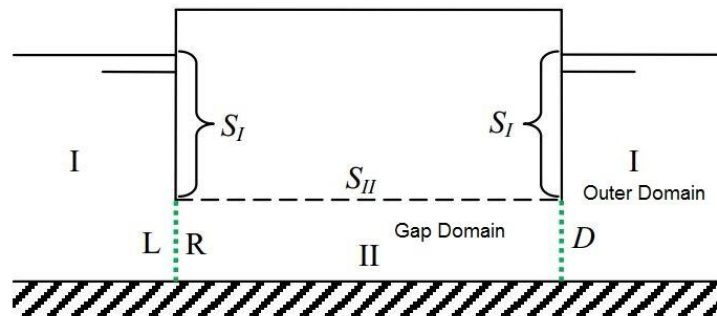 S_I
S_I
I
I
S_II
Outer Domain
L
R
Gap Domain
D
II